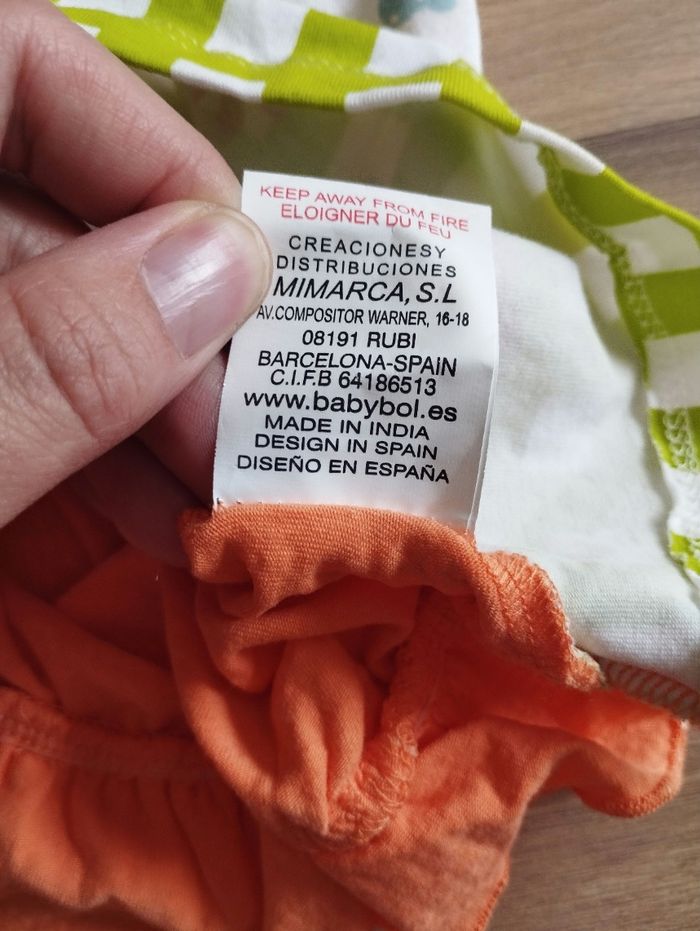 KEEP AWAY FROM FIRE
ELOIGNER DU FEU
CREACIONESY
DISTRIBUCIONES
MIMARCA, S.L
AV.COMPOSITOR WARNER, 16-18
08191 RUBI
BARCELONA-SPAIN
C.I.F.B 64186513
www.babybol.es
MADE IN INDIA
DESIGN IN SPAIN
DISEÑO EN ESPAÑA